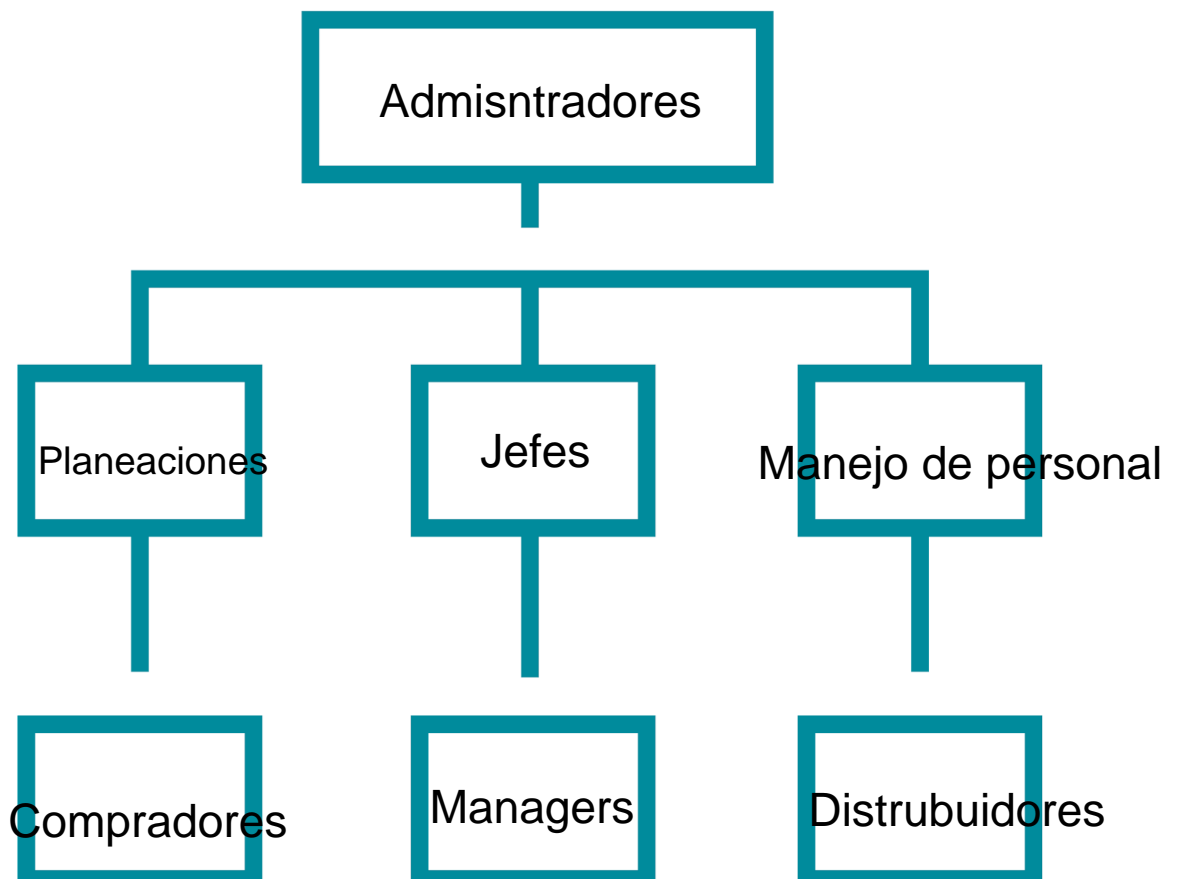 Admisntradores
Planeaciones
Jefes
Manejo de personal
Compradores
Managers
Distrubuidores